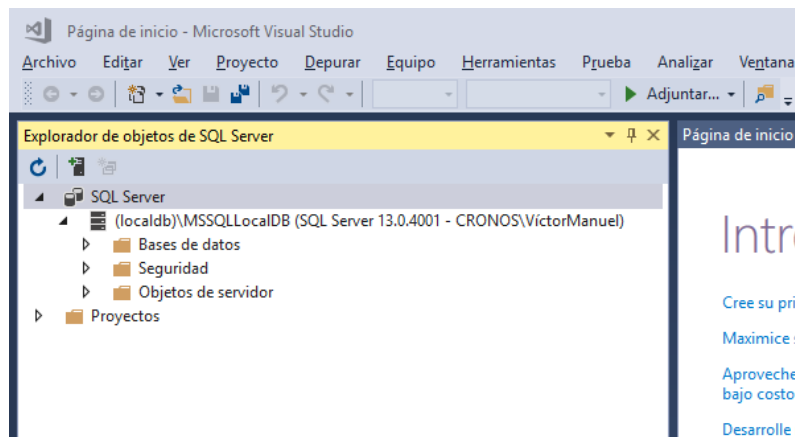 Página de inicio - Microsoft Visual Studio
Archivo Editar Ver Proyecto Depurar Equipo Herramientas Prueba Analizar Ventana
Adjuntar...
Explorador de objetos de SQL Server
Página de inicio
SQL Server
(localdb)\MSSQLLocalDB (SQL Server 13.0.4001 - CRONOS\VíctorManuel)
Bases de datos
Seguridad
Objetos de servidor
Proyectos
Intr
Cree su pri
Maximice
Aproveche
bajo costo
Desarrolle